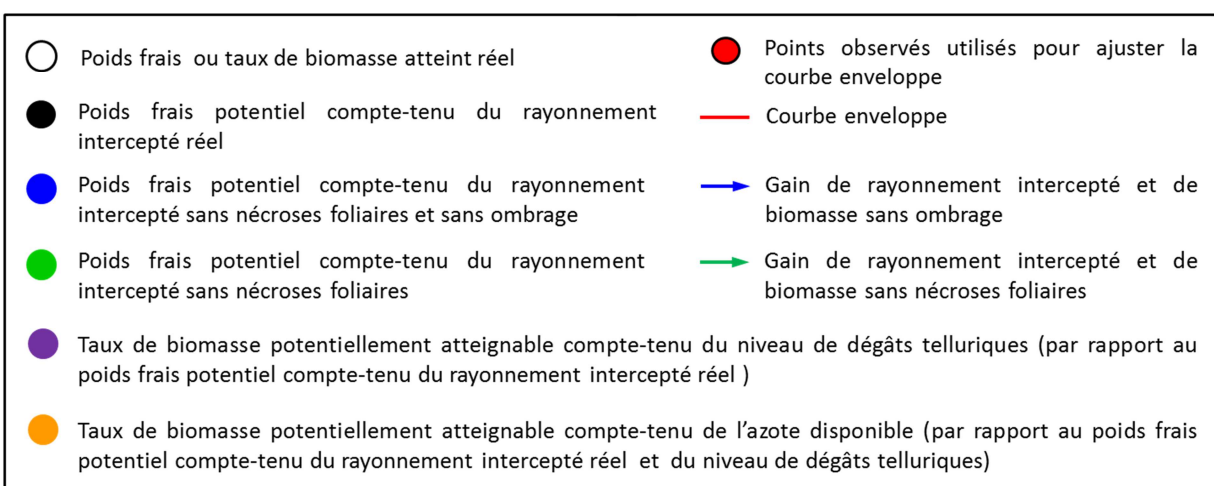 Poids frais ou taux de biomasse atteint réel
Poids frais potentiel compte-tenu du rayonnement
intercepté réel
Poids frais potentiel compte-tenu du rayonnement
intercepté sans nécroses foliaires et sans ombrage
Poids frais potentiel compte-tenu du rayonnement
intercepté sans nécroses foliaires
Points observés utilisés pour ajuster la
courbe enveloppe
Courbe enveloppe
Gain de rayonnement intercepté et de
biomasse sans ombrage
Gain de rayonnement intercepté et de
biomasse sans nécroses foliaires
Taux de biomasse potentiellement atteignable compte-tenu du niveau de dégâts telluriques (par rapport au
poids frais potentiel compte-tenu du rayonnement intercepté réel )
Taux de biomasse potentiellement atteignable compte-tenu de l’azote disponible (par rapport au poids frais
potentiel compte-tenu du rayonnement intercepté réel et du niveau de dégâts telluriques)